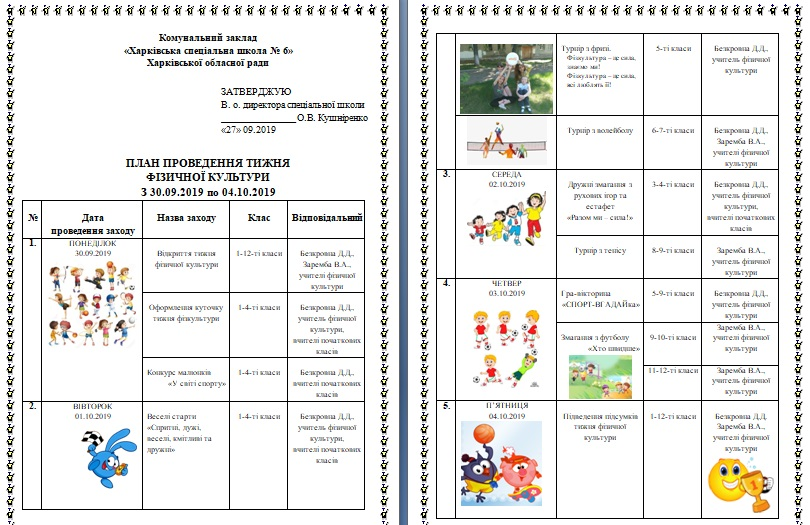 Комунальний заклад
«Харківська спеціальна школа № 6»
Харківської обласної ради
ЗАТВЕРДЖУЮ
В. о. директора спеціальної школи
_______________О.В. Кушніренко
«27» 09.2019
ПЛАН ПРОВЕДЕННЯ ТИЖНЯ
ФІЗИЧНОЇ КУЛЬТУРИ
З 30.09.2019 по 04.10.2019
№ Дата проведення заходу Назва заходу Клас Відповідальний
1. ПОНЕДІЛОК
30.09.2019
Відкриття тижня
фізичної культури
1-12-ті класи
Безкровна Д.Д.,
Заремба В.А.,
учителі фізичної
культури
Оформлення куточку
тижня фізкультури
1-4-ті класи
Безкровна Д.Д.,
учитель фізичної
культури,
вчителі початкових
класів
Конкурс малюнків
«У світі спорту»
1-4-ті класи
Безкровна Д.Д.,
вчителі початкових
класів
2. ВІВТОРОК
01.10.2019
Веселі старти
«Спритні, дужі,
веселі, кмітливі та
дружні»
1-4-ті класи
Безкровна Д.Д.,
учитель фізичної
культури,
вчителі початкових
класів
Турнір з фризбі.
Фізкультура – це сила,
знаємо ми!
Фізкультура – це сила,
всі люблять її!
5-ті класи
Безкровна Д.Д.,
учитель фізичної
культури
Турнір з волейболу
6-7-ті класи
Безкровна Д.Д.,
Заремба В.А.,
учителі фізичної
культури
3. СЕРЕДА
02.10.2019
Дружні змагання з
рухових ігор та
естафет
«Разом ми – сила!»
3-4-ті класи
Безкровна Д.Д.,
учитель фізичної
культури,
вчителі початкових
класів
Турнір з тенісу
8-9-ті класи
Заремба В.А.,
учитель фізичної
культури
4. ЧЕТВЕР
03.10.2019
Гра-вікторина
«СПОРТ-ВГАДАЙка»
5-9-ті класи
Безкровна Д.Д.,
учитель фізичної
культури
Змагання з футболу
«Хто швидше»
9-10-ті класи
Заремба В.А.,
учитель фізичної
культури
11-12-ті класи
Заремба В.А.,
учитель фізичної
культури
5. П’ЯТНИЦЯ
04.10.2019
Підведення підсумків
тижня фізичної
культури
1-12-ті класи
Безкровна Д.Д,
Заремба В.А.,
учителі фізичної
культури